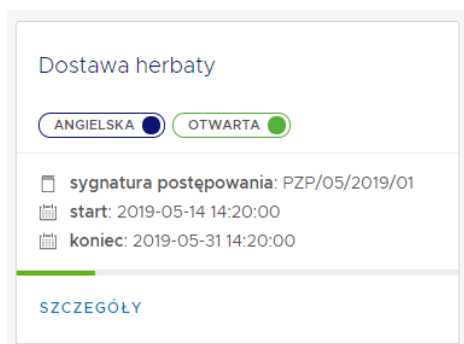 Dostawa herbaty
ANGIELSKA OTWARTA
sygnatura postępowania: PZP/05/2019/01
start: 2019-05-14 14:20:00
koniec: 2019-05-31 14:20:00
SZCZEGÓŁY